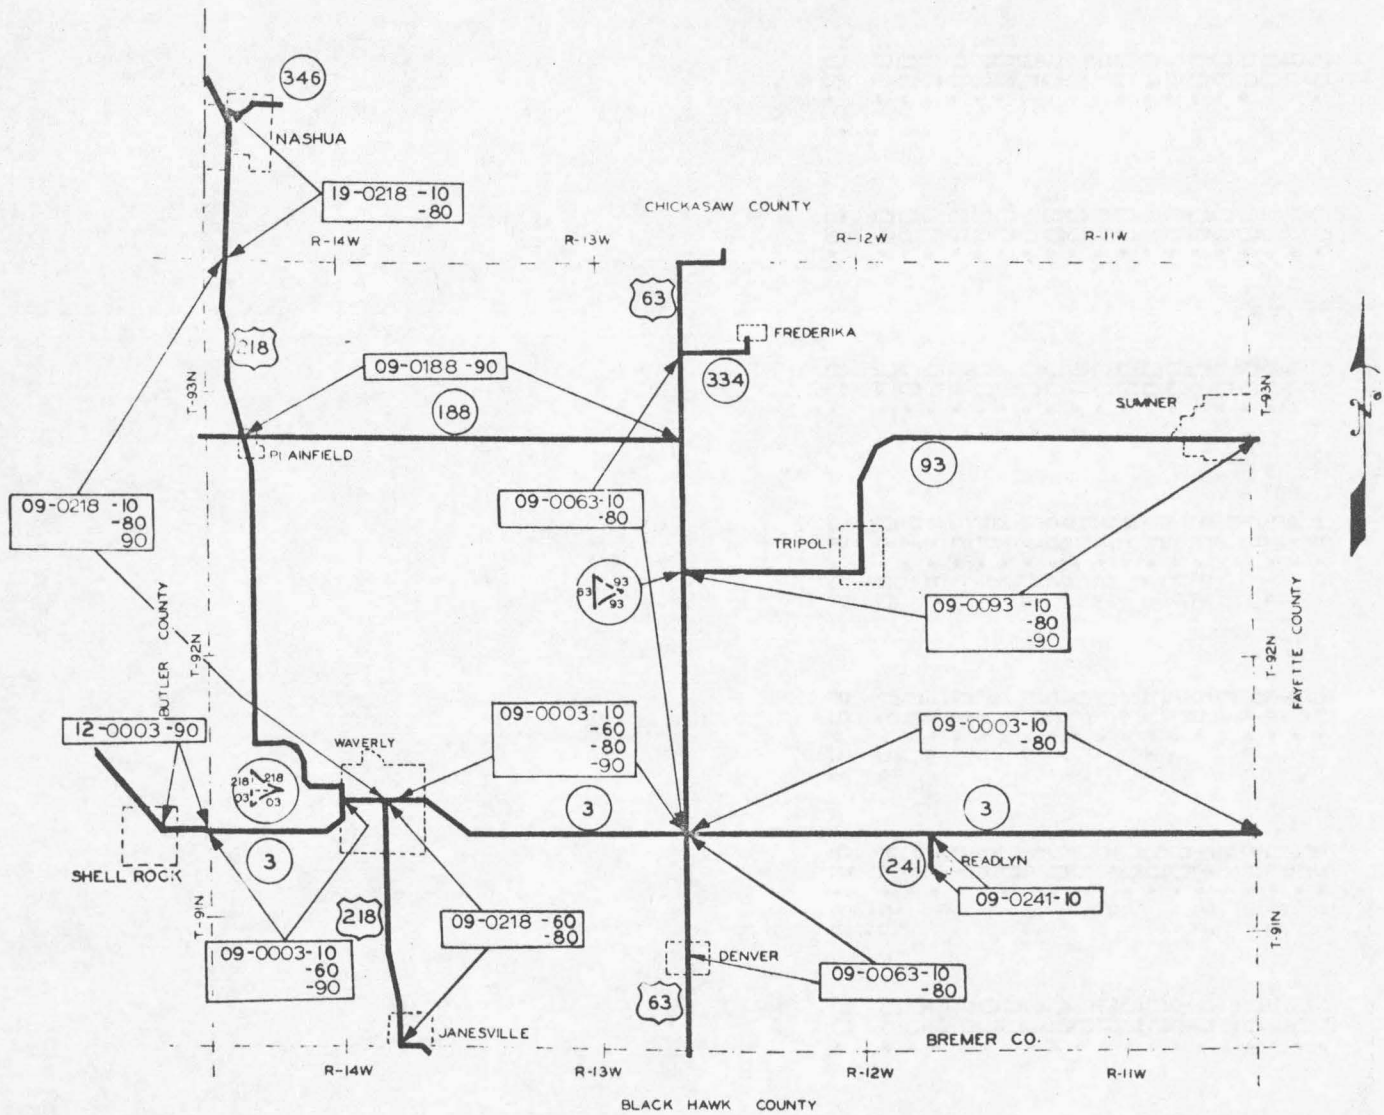 346
NASHUA
19-0218 -10
-80
CHICKASAW COUNTY
R-14W
R-13W
R-12W
R-11W
63
FREDERIKA
218
334
09-0188 -90
T-93N
T-93N
188
SUMNER
PLAINFIELD
93
09-0218 -10
-80
90
09-0063-10
-80
TRIPOLI
63
93
93
09-0093 -10
-80
-90
BUTLER COUNTY
FAYETTE COUNTY
T-92N
T-92N
12-0003-90
WAVERLY
09-0003-10
-60
-80
-90
09-0003-10
-80
218
218
03
03
3
3
3
SHELL ROCK
241
READLYN
09-0241-10
T-91N
T-91N
218
09-0218 -60
-80
09-0003-10
-60
-90
DENVER
09-0063-10
-80
63
JANESVILLE
BREMER CO.
R-14W
R-13W
R-12W
R-11W
BLACK HAWK COUNTY